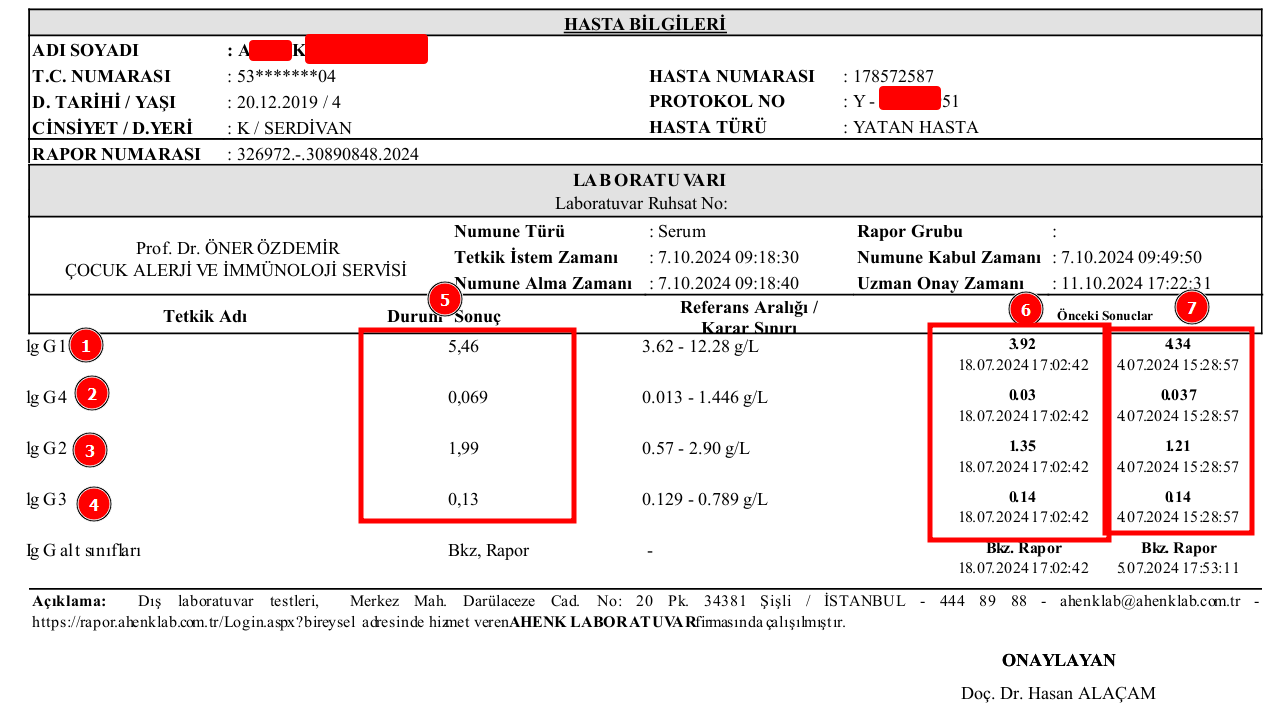 HASTA BİLGİLERİ
ADI SOYADI : A K
T.C. NUMARASI : 53*******04 HASTA NUMARASI : 178572587
D. TARİHİ / YAŞI : 20.12.2019 / 4 PROTOKOL NO : Y - 51
CİNSİYET / D.YERİ : K / SERDİVAN HASTA TÜRÜ : YATAN HASTA
RAPOR NUMARASI : 326972.-.30890848.2024
LABORATUVARI
Laboratuvar Ruhsat No:
Prof. Dr. ÖNER ÖZDEMİR
ÇOCUK ALERJİ VE İMMÜNOLOJİ SERVİSİ
Numune Türü : Serum Rapor Grubu :
Tetkik İstem Zamanı : 7.10.2024 09:18:30 Numune Kabul Zamanı : 7.10.2024 09:49:50
Numune Alma Zamanı : 7.10.2024 09:18:40 Uzman Onay Zamanı : 11.10.2024 17:22:31
5 6 7
Tetkik Adı Durum Sonuç Referans Aralığı / Karar Sınırı Önceki Sonuclar
Ig G1 1 5,46 3.62 - 12.28 g/L 3.92 4.34
18.07.2024 17:02:42 4.07.2024 15:28:57
Ig G4 2 0,069 0.013 - 1.446 g/L 0.03 0.037
18.07.2024 17:02:42 4.07.2024 15:28:57
Ig G2 3 1,99 0.57 - 2.90 g/L 1.35 1.21
18.07.2024 17:02:42 4.07.2024 15:28:57
Ig G3 4 0,13 0.129 - 0.789 g/L 0.14 0.14
18.07.2024 17:02:42 4.07.2024 15:28:57
Ig G alt sınıfları Bkz, Rapor - Bkz. Rapor Bkz. Rapor
18.07.2024 17:02:42 5.07.2024 17:53:11
Açıklama: Dış laboratuvar testleri, Merkez Mah. Darülaceze Cad. No: 20 Pk. 34381 Şişli / İSTANBUL - 444 89 88 - ahenklab@ahenklab.com.tr -
https://rapor.ahenklab.com.tr/Login.aspx?bireysel adresinde hizmet veren AHENK LABORATUVAR firmasında çalışılmıştır.
ONAYLAYAN
Doç. Dr. Hasan ALAÇAM